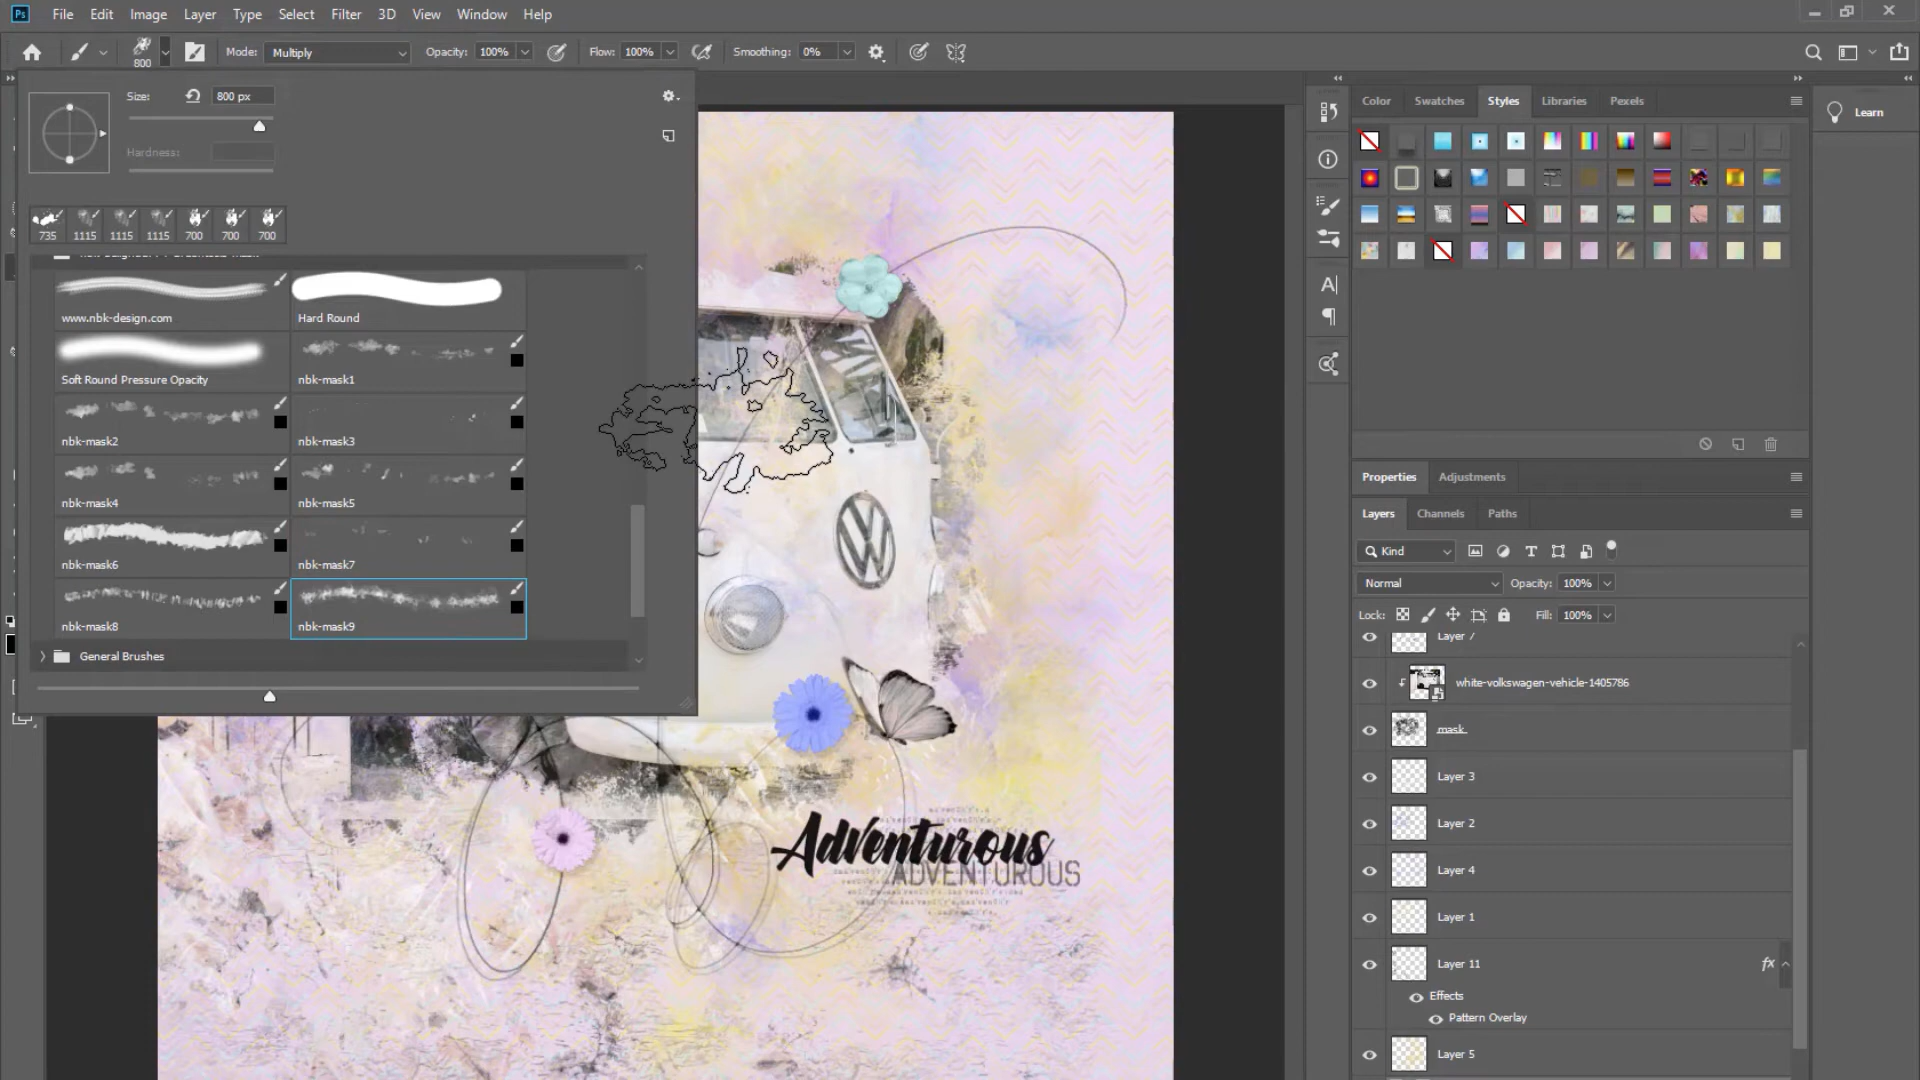 Ps File Edit Image Layer Type Select Filter 3D View Window Help
800 Mode: Multiply Opacity: 100% Flow: 100% Smoothing: 0%
Size: 800 px
Hardness:
735 1115 1115 1115 700 700 700
www.nbk-design.com Hard Round
Soft Round Pressure Opacity nbk-mask1
nbk-mask2 nbk-mask3
nbk-mask4 nbk-mask5
nbk-mask6 nbk-mask7
nbk-mask8 nbk-mask9
General Brushes
Adventurous
ADVENTUROUS
Color Swatches Styles Libraries Pexels
Learn
Properties Adjustments
Layers Channels Paths
Kind
Normal Opacity: 100%
Lock: Fill: 100%
Layer 7
white-volkswagen-vehicle-1405786
mask
Layer 3
Layer 2
Layer 4
Layer 1
Layer 11 fx
Effects
Pattern Overlay
Layer 5